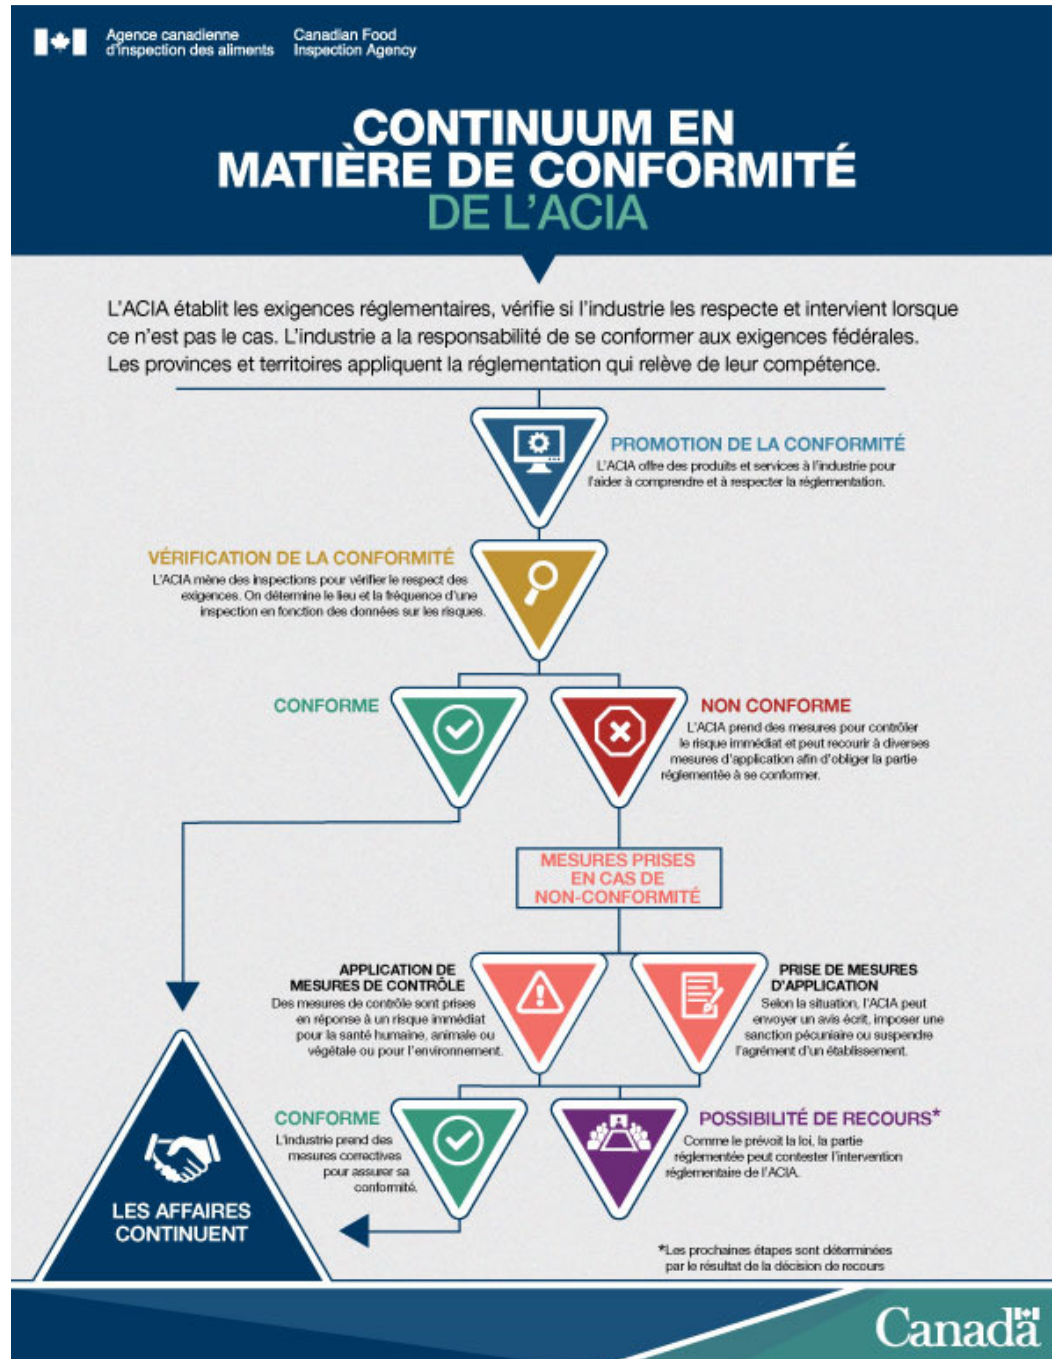 Agence canadienne
d'inspection des aliments
Canadian Food
Inspection Agency
CONTINUUM EN
MATIÈRE DE CONFORMITÉ
DE L'ACIA
L'ACIA établit les exigences réglementaires, vérifie si l'industrie les respecte et intervient lorsque
ce n'est pas le cas. L'industrie a la responsabilité de se conformer aux exigences fédérales.
Les provinces et territoires appliquent la réglementation qui relève de leur compétence.
PROMOTION DE LA CONFORMITÉ
L'ACIA offre des produits et services à l'industrie pour
l'aider à comprendre et à respecter la réglementation.
VÉRIFICATION DE LA CONFORMITÉ
L'ACIA mène des inspections pour vérifier le respect des
exigences. On détermine le lieu et la fréquence d'une
inspection en fonction des données sur les risques.
CONFORME
NON CONFORME
L'ACIA prend des mesures pour contrôler
le risque immédiat et peut recourir à diverses
mesures d'application afin d'obliger la partie
réglementée à se conformer.
MESURES PRISES
EN CAS DE
NON-CONFORMITÉ
APPLICATION DE
MESURES DE CONTRÔLE
Des mesures de contrôle sont prises
en réponse à un risque immédiat
pour la santé humaine, animale ou
végétale ou pour l'environnement.
PRISE DE MESURES
D'APPLICATION
Selon la situation, l'ACIA peut
envoyer un avis écrit, imposer une
sanction pécuniaire ou suspendre
l'agrément d'un établissement.
CONFORME
L'industrie prend des
mesures correctives
pour assurer sa
conformité.
POSSIBILITÉ DE RECOURS*
Comme le prévoit la loi, la partie
réglementée peut contester l'intervention
réglementaire de l'ACIA.
LES AFFAIRES
CONTINUENT
*Les prochaines étapes sont déterminées
par le résultat de la décision de recours
Canada